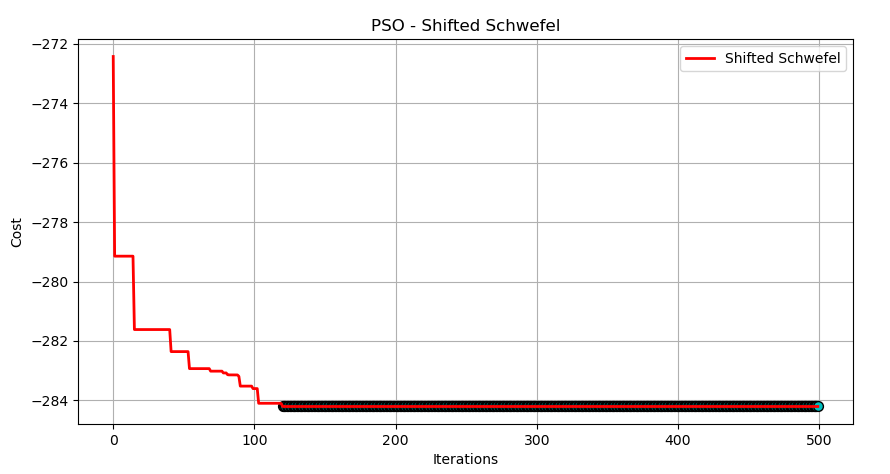 PSO - Shifted Schwefel
Shifted Schwefel
−272
−274
−276
−278
−280
−282
−284
Cost
0 100 200 300 400 500
Iterations